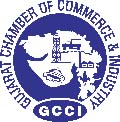 GUJARAT CHAMBER OF COMMERCE & INDUSTRY
GCCI